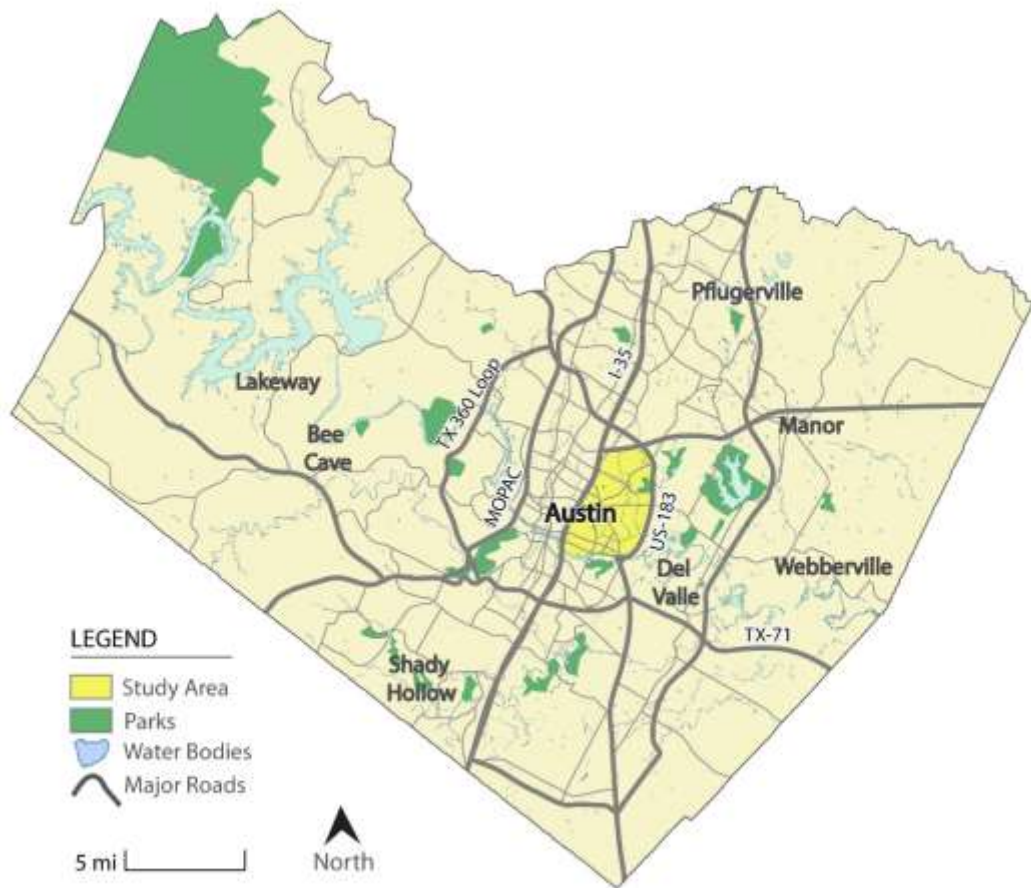 Pflugerville
I-35
Lakeway
TX-360 Loop
Bee
Cave
Manor
MOPAC
Austin
US-183
Del
Valle
Webberville
TX-71
Shady
Hollow
LEGEND
Study Area
Parks
Water Bodies
Major Roads
5 mi
North